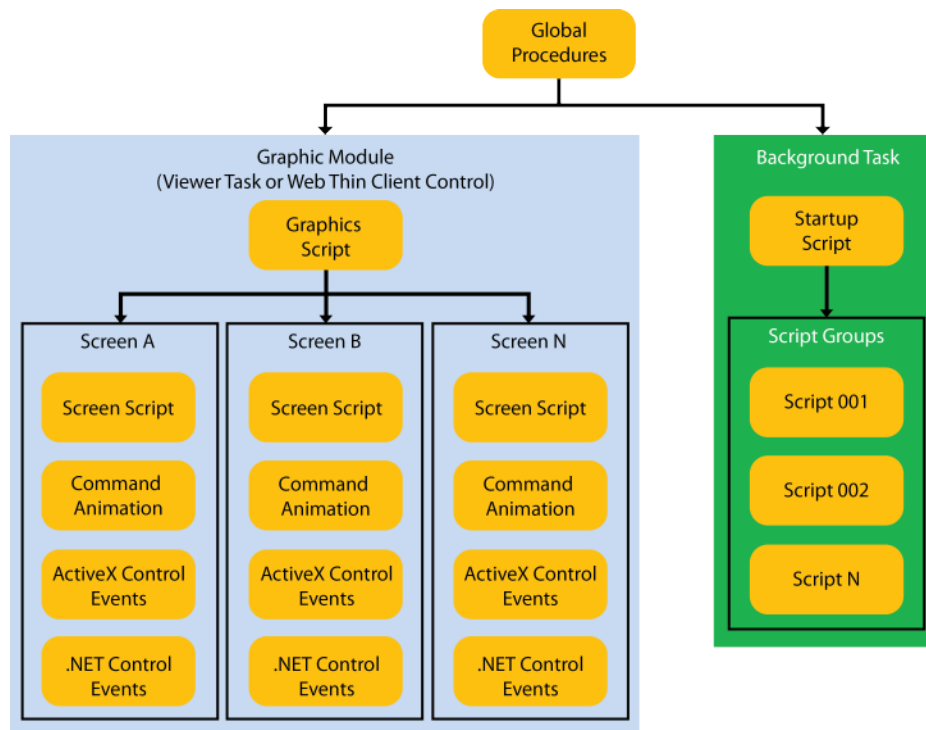 Global
Procedures
Graphic Module
(Viewer Task or Web Thin Client Control)
Graphics
Script
Screen A
Screen Script
Command
Animation
ActiveX Control
Events
.NET Control
Events
Screen B
Screen Script
Command
Animation
ActiveX Control
Events
.NET Control
Events
Screen N
Screen Script
Command
Animation
ActiveX Control
Events
.NET Control
Events
Background Task
Startup
Script
Script Groups
Script 001
Script 002
Script N